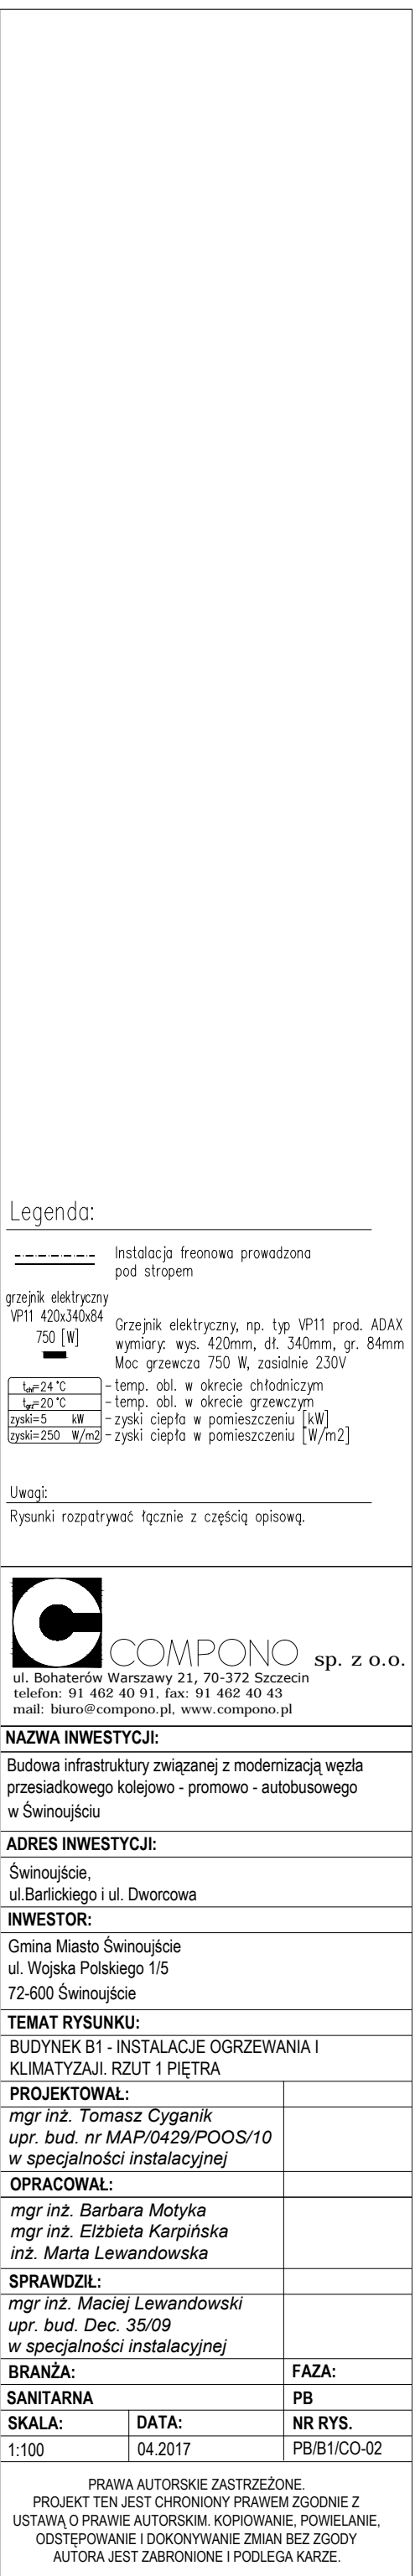 Legenda:
Instalacja freonowa prowadzona
pod stropem
grzejnik elektryczny
VP11 420x340x84
750 [W]
Grzejnik elektryczny, np. typ VP11 prod. ADAX
wymiary: wys. 420mm, dł. 340mm, gr. 84mm
Moc grzewcza 750 W, zasialnie 230V
tchł=24 °C – temp. obl. w okrecie chłodniczym
tgrz=20 °C – temp. obl. w okrecie grzewczym
zyski=5 kW – zyski ciepła w pomieszczeniu [kW]
zyski=250 W/m2 – zyski ciepła w pomieszczeniu [W/m2]
Uwagi:
Rysunki rozpatrywać łącznie z częścią opisową.
COMPONO sp. z o.o.
ul. Bohaterów Warszawy 21, 70-372 Szczecin
telefon: 91 462 40 91, fax: 91 462 40 43
mail: biuro@compono.pl, www.compono.pl
NAZWA INWESTYCJI:
Budowa infrastruktury związanej z modernizacją węzła
przesiadkowego kolejowo - promowo - autobusowego
w Świnoujściu
ADRES INWESTYCJI:
Świnoujście,
ul.Barlickiego i ul. Dworcowa
INWESTOR:
Gmina Miasto Świnoujście
ul. Wojska Polskiego 1/5
72-600 Świnoujście
TEMAT RYSUNKU:
BUDYNEK B1 - INSTALACJE OGRZEWANIA I
KLIMATYZAJI. RZUT 1 PIĘTRA
PROJEKTOWAŁ:
mgr inż. Tomasz Cyganik
upr. bud. nr MAP/0429/POOS/10
w specjalności instalacyjnej
OPRACOWAŁ:
mgr inż. Barbara Motyka
mgr inż. Elżbieta Karpińska
inż. Marta Lewandowska
SPRAWDZIŁ:
mgr inż. Maciej Lewandowski
upr. bud. Dec. 35/09
w specjalności instalacyjnej
BRANŻA: FAZA:
SANITARNA PB
SKALA: DATA: NR RYS.
1:100 04.2017 PB/B1/CO-02
PRAWA AUTORSKIE ZASTRZEŻONE.
PROJEKT TEN JEST CHRONIONY PRAWEM ZGODNIE Z
USTAWĄ O PRAWIE AUTORSKIM. KOPIOWANIE, POWIELANIE,
ODSTĘPOWANIE I DOKONYWANIE ZMIAN BEZ ZGODY
AUTORA JEST ZABRONIONE I PODLEGA KARZE.